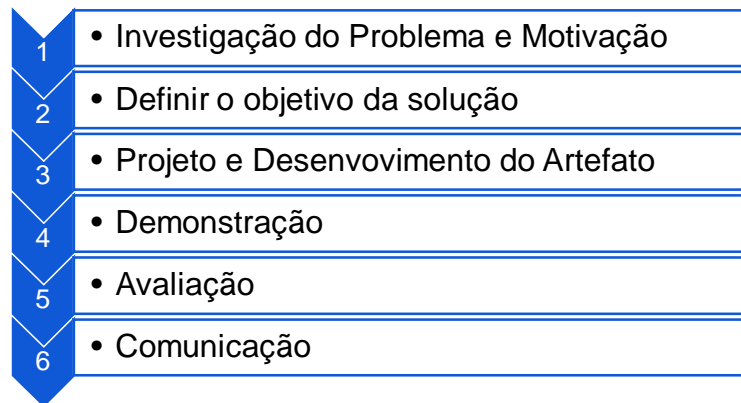 1 • Investigação do Problema e Motivação
2 • Definir o objetivo da solução
3 • Projeto e Desenvovimento do Artefato
4 • Demonstração
5 • Avaliação
6 • Comunicação